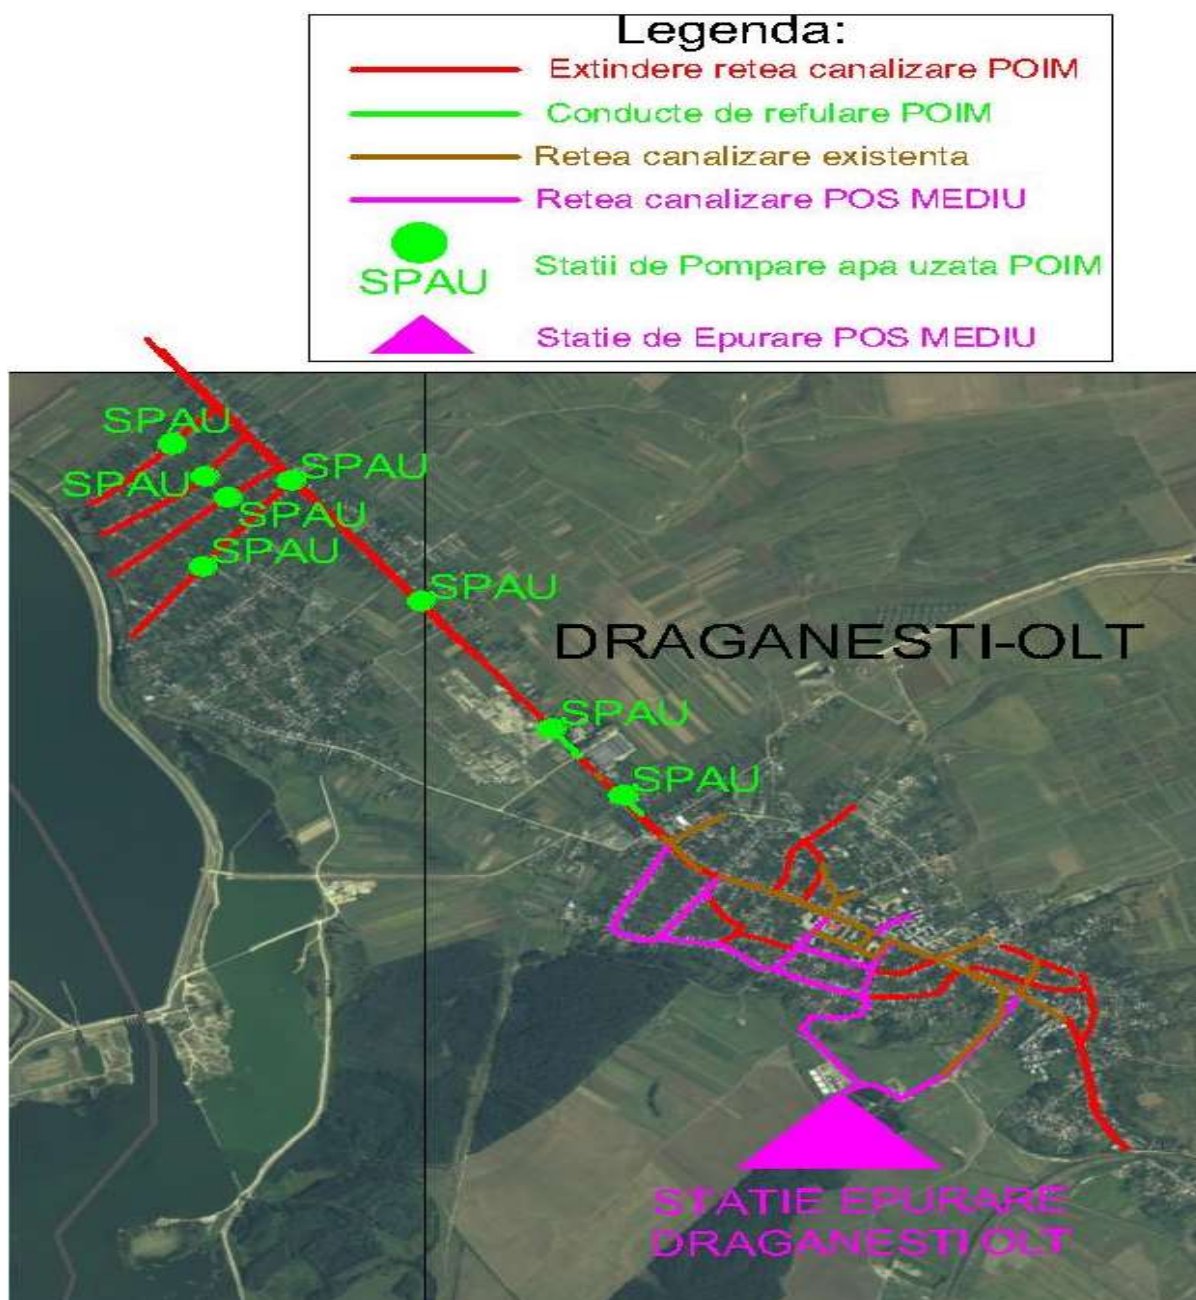 Legenda:
Extindere retea canalizare POIM
Conducte de refulare POIM
Retea canalizare existenta
Retea canalizare POS MEDIU
SPAU
Statii de Pompare apa uzata POIM
Statie de Epurare POS MEDIU
SPAU
SPAU
SPAU
SPAU
SPAU
SPAU
DRAGANESTI-OLT
SPAU
SPAU
STATIE EPURARE
DRAGANESTI OLT